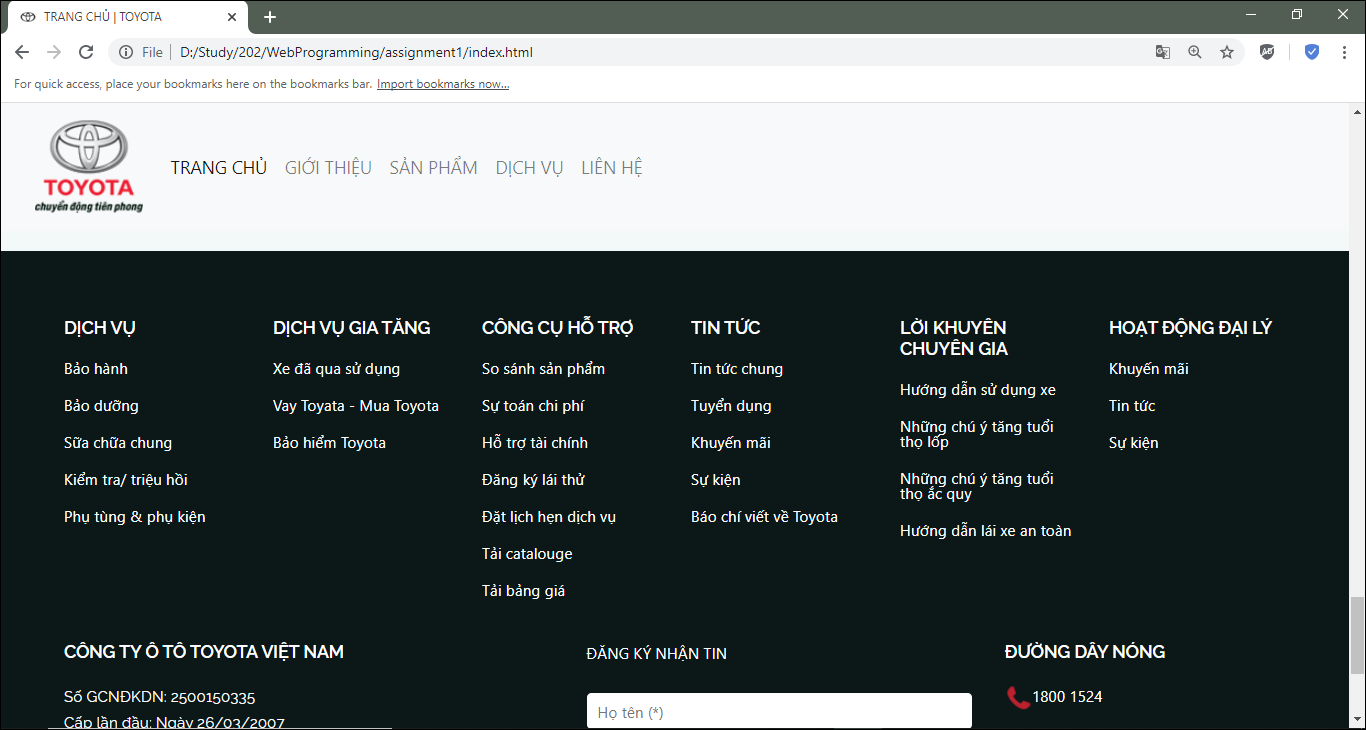 TRANG CHỦ | TOYOTA
File
D:/Study/202/WebProgramming/assignment1/index.html
For quick access, place your bookmarks here on the bookmarks bar. Import bookmarks now...
TOYOTA
chuyển động tiên phong
TRANG CHỦ GIỚI THIỆU SẢN PHẨM DỊCH VỤ LIÊN HỆ
DỊCH VỤ
Bảo hành
Bảo dưỡng
Sữa chữa chung
Kiểm tra/ triệu hồi
Phụ tùng & phụ kiện
DỊCH VỤ GIA TĂNG
Xe đã qua sử dụng
Vay Toyata - Mua Toyota
Bảo hiểm Toyota
CÔNG CỤ HỖ TRỢ
So sánh sản phẩm
Sự toán chi phí
Hỗ trợ tài chính
Đăng ký lái thử
Đặt lịch hẹn dịch vụ
Tải catalouge
Tải bảng giá
TIN TỨC
Tin tức chung
Tuyển dụng
Khuyến mãi
Sự kiện
Báo chí viết về Toyota
LỜI KHUYÊN
CHUYÊN GIA
Hướng dẫn sử dụng xe
Những chú ý tăng tuổi
thọ lốp
Những chú ý tăng tuổi
thọ ắc quy
Hướng dẫn lái xe an toàn
HOẠT ĐỘNG ĐẠI LÝ
Khuyến mãi
Tin tức
Sự kiện
CÔNG TY Ô TÔ TOYOTA VIỆT NAM
Số GCNĐKDN: 2500150335
Cấp lần đầu: Ngày 26/03/2007
ĐĂNG KÝ NHẬN TIN
Họ tên (*)
ĐƯỜNG DÂY NÓNG
1800 1524